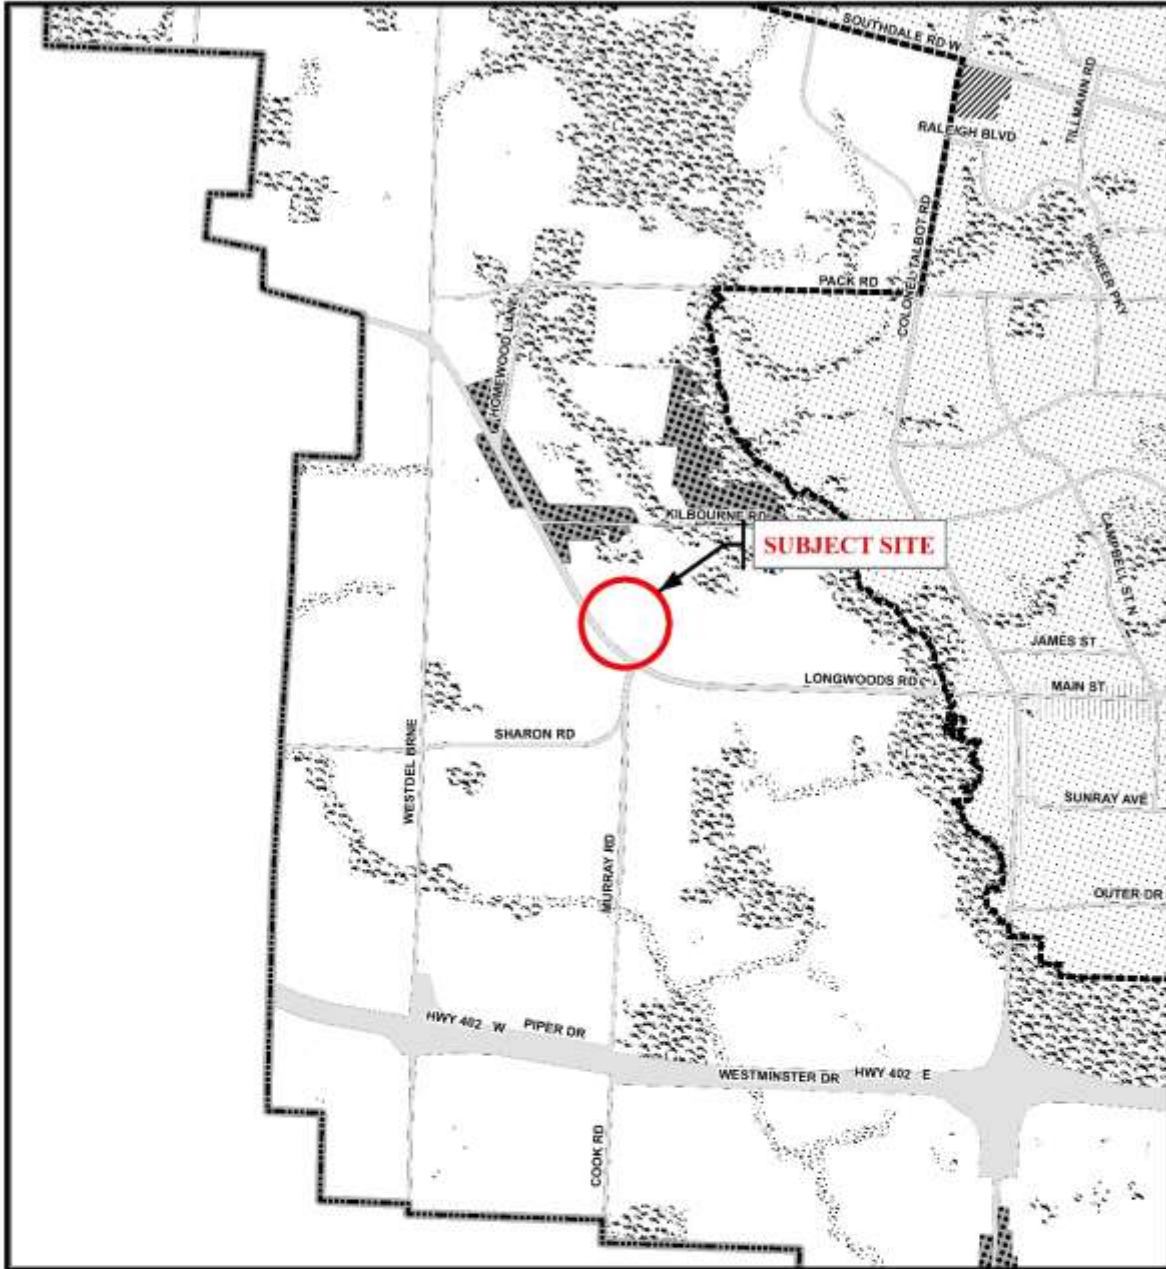 SOUTHDALE RD W
TILLMANN RD
RALEIGH BLVD
COLONEL TALBOT RD
PIONEER PKY
PACK RD
HOMEWOOD LANE
KILBOURNE RD
SUBJECT SITE
CAMPBELL ST N
JAMES ST
LONGWOODS RD
MAIN ST
SHARON RD
WESTDEL BRNE
SUNRAY AVE
MURRAY RD
OUTER DR
HWY 402 W
PIPER DR
WESTMINSTER DR
HWY 402 E
COOK RD